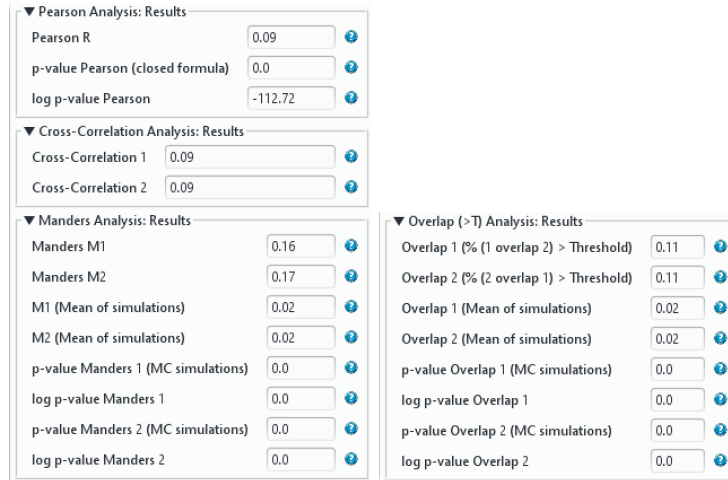 ▼ Pearson Analysis: Results
Pearson R 0.09
p-value Pearson (closed formula) 0.0
log p-value Pearson -112.72
▼ Cross-Correlation Analysis: Results
Cross-Correlation 1 0.09
Cross-Correlation 2 0.09
▼ Manders Analysis: Results
Manders M1 0.16
Manders M2 0.17
M1 (Mean of simulations) 0.02
M2 (Mean of simulations) 0.02
p-value Manders 1 (MC simulations) 0.0
log p-value Manders 1 0.0
p-value Manders 2 (MC simulations) 0.0
log p-value Manders 2 0.0
▼ Overlap (>T) Analysis: Results
Overlap 1 (% (1 overlap 2) > Threshold) 0.11
Overlap 2 (% (2 overlap 1) > Threshold) 0.11
Overlap 1 (Mean of simulations) 0.02
Overlap 2 (Mean of simulations) 0.02
p-value Overlap 1 (MC simulations) 0.0
log p-value Overlap 1 0.0
p-value Overlap 2 (MC simulations) 0.0
log p-value Overlap 2 0.0